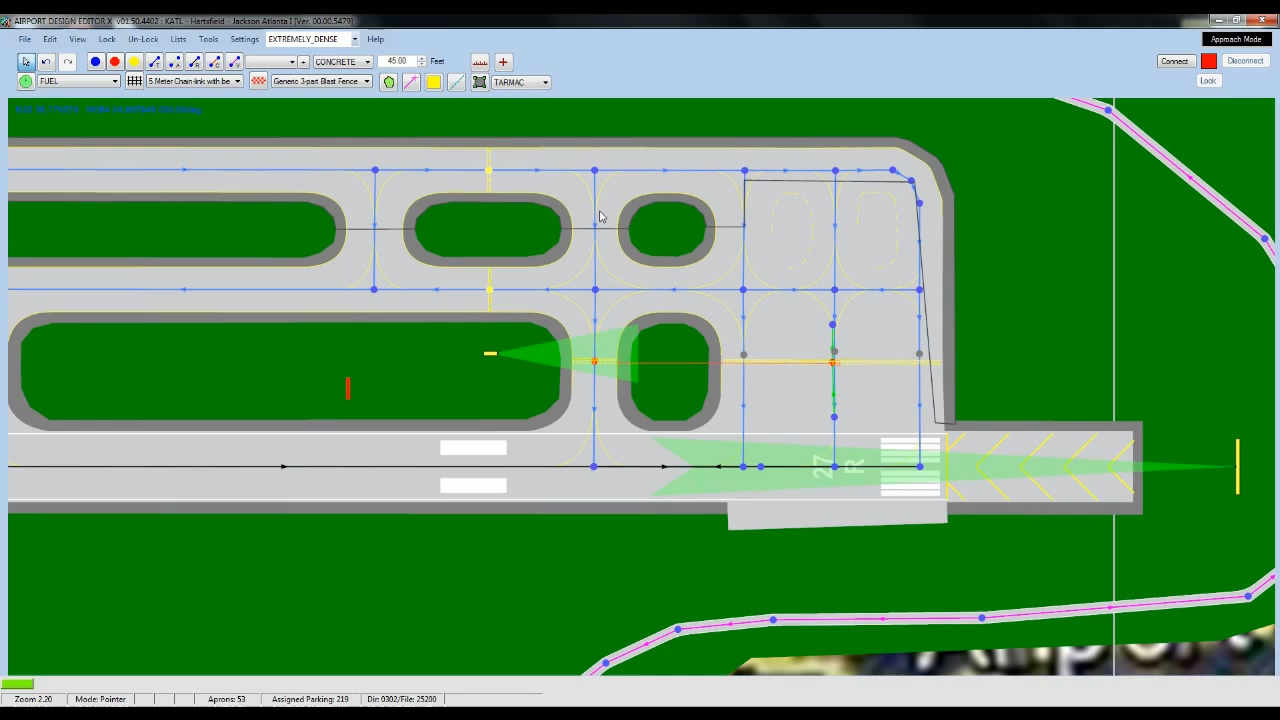 AIRPORT DESIGN EDITOR X v01.50.4402 : KATL - Hartsfield - Jackson Atlanta I [Ver. 00.00.5479]
File Edit View Lock Un-Lock Lists Tools Settings EXTREMELY_DENSE Help
Approach Mode
T A R C CONCRETE 45.00 Feet
Connect Disconnect
FUEL 5 Meter Chain-link with be Generic 3-part Blast Fence TARMAC
Lock
27
R
Zoom 2.20 Mode: Pointer Aprons: 53 Assigned Parking: 219 Dir: 0302/File: 25200